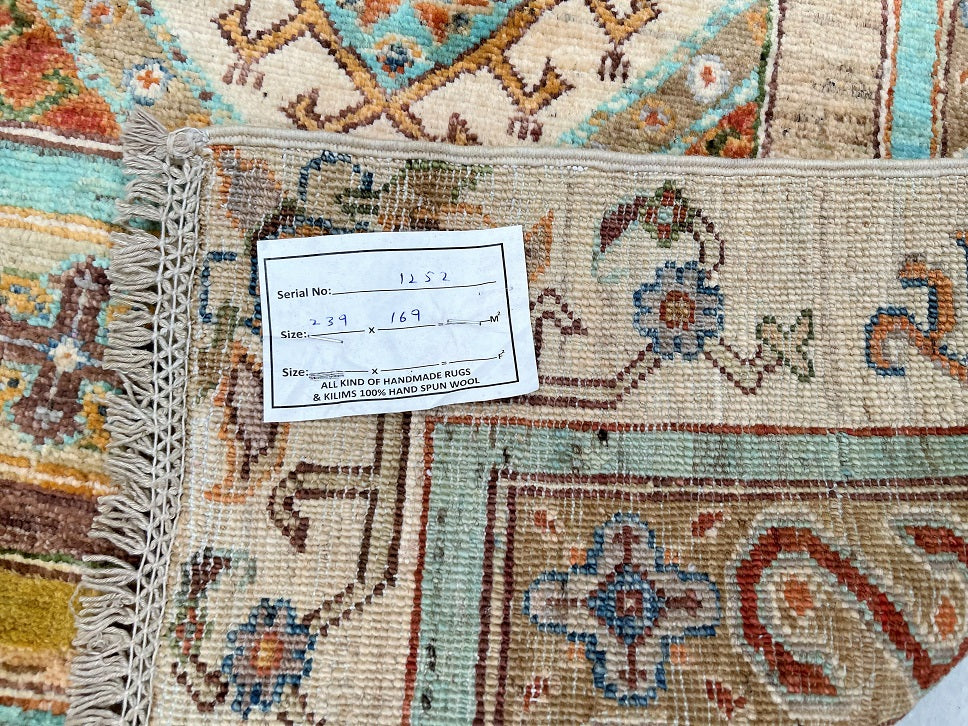 Serial No: 1252
Size: 239 x 169 = M²
Size: x = F²
ALL KIND OF HANDMADE RUGS
& KILIMS 100% HAND SPUN WOOL